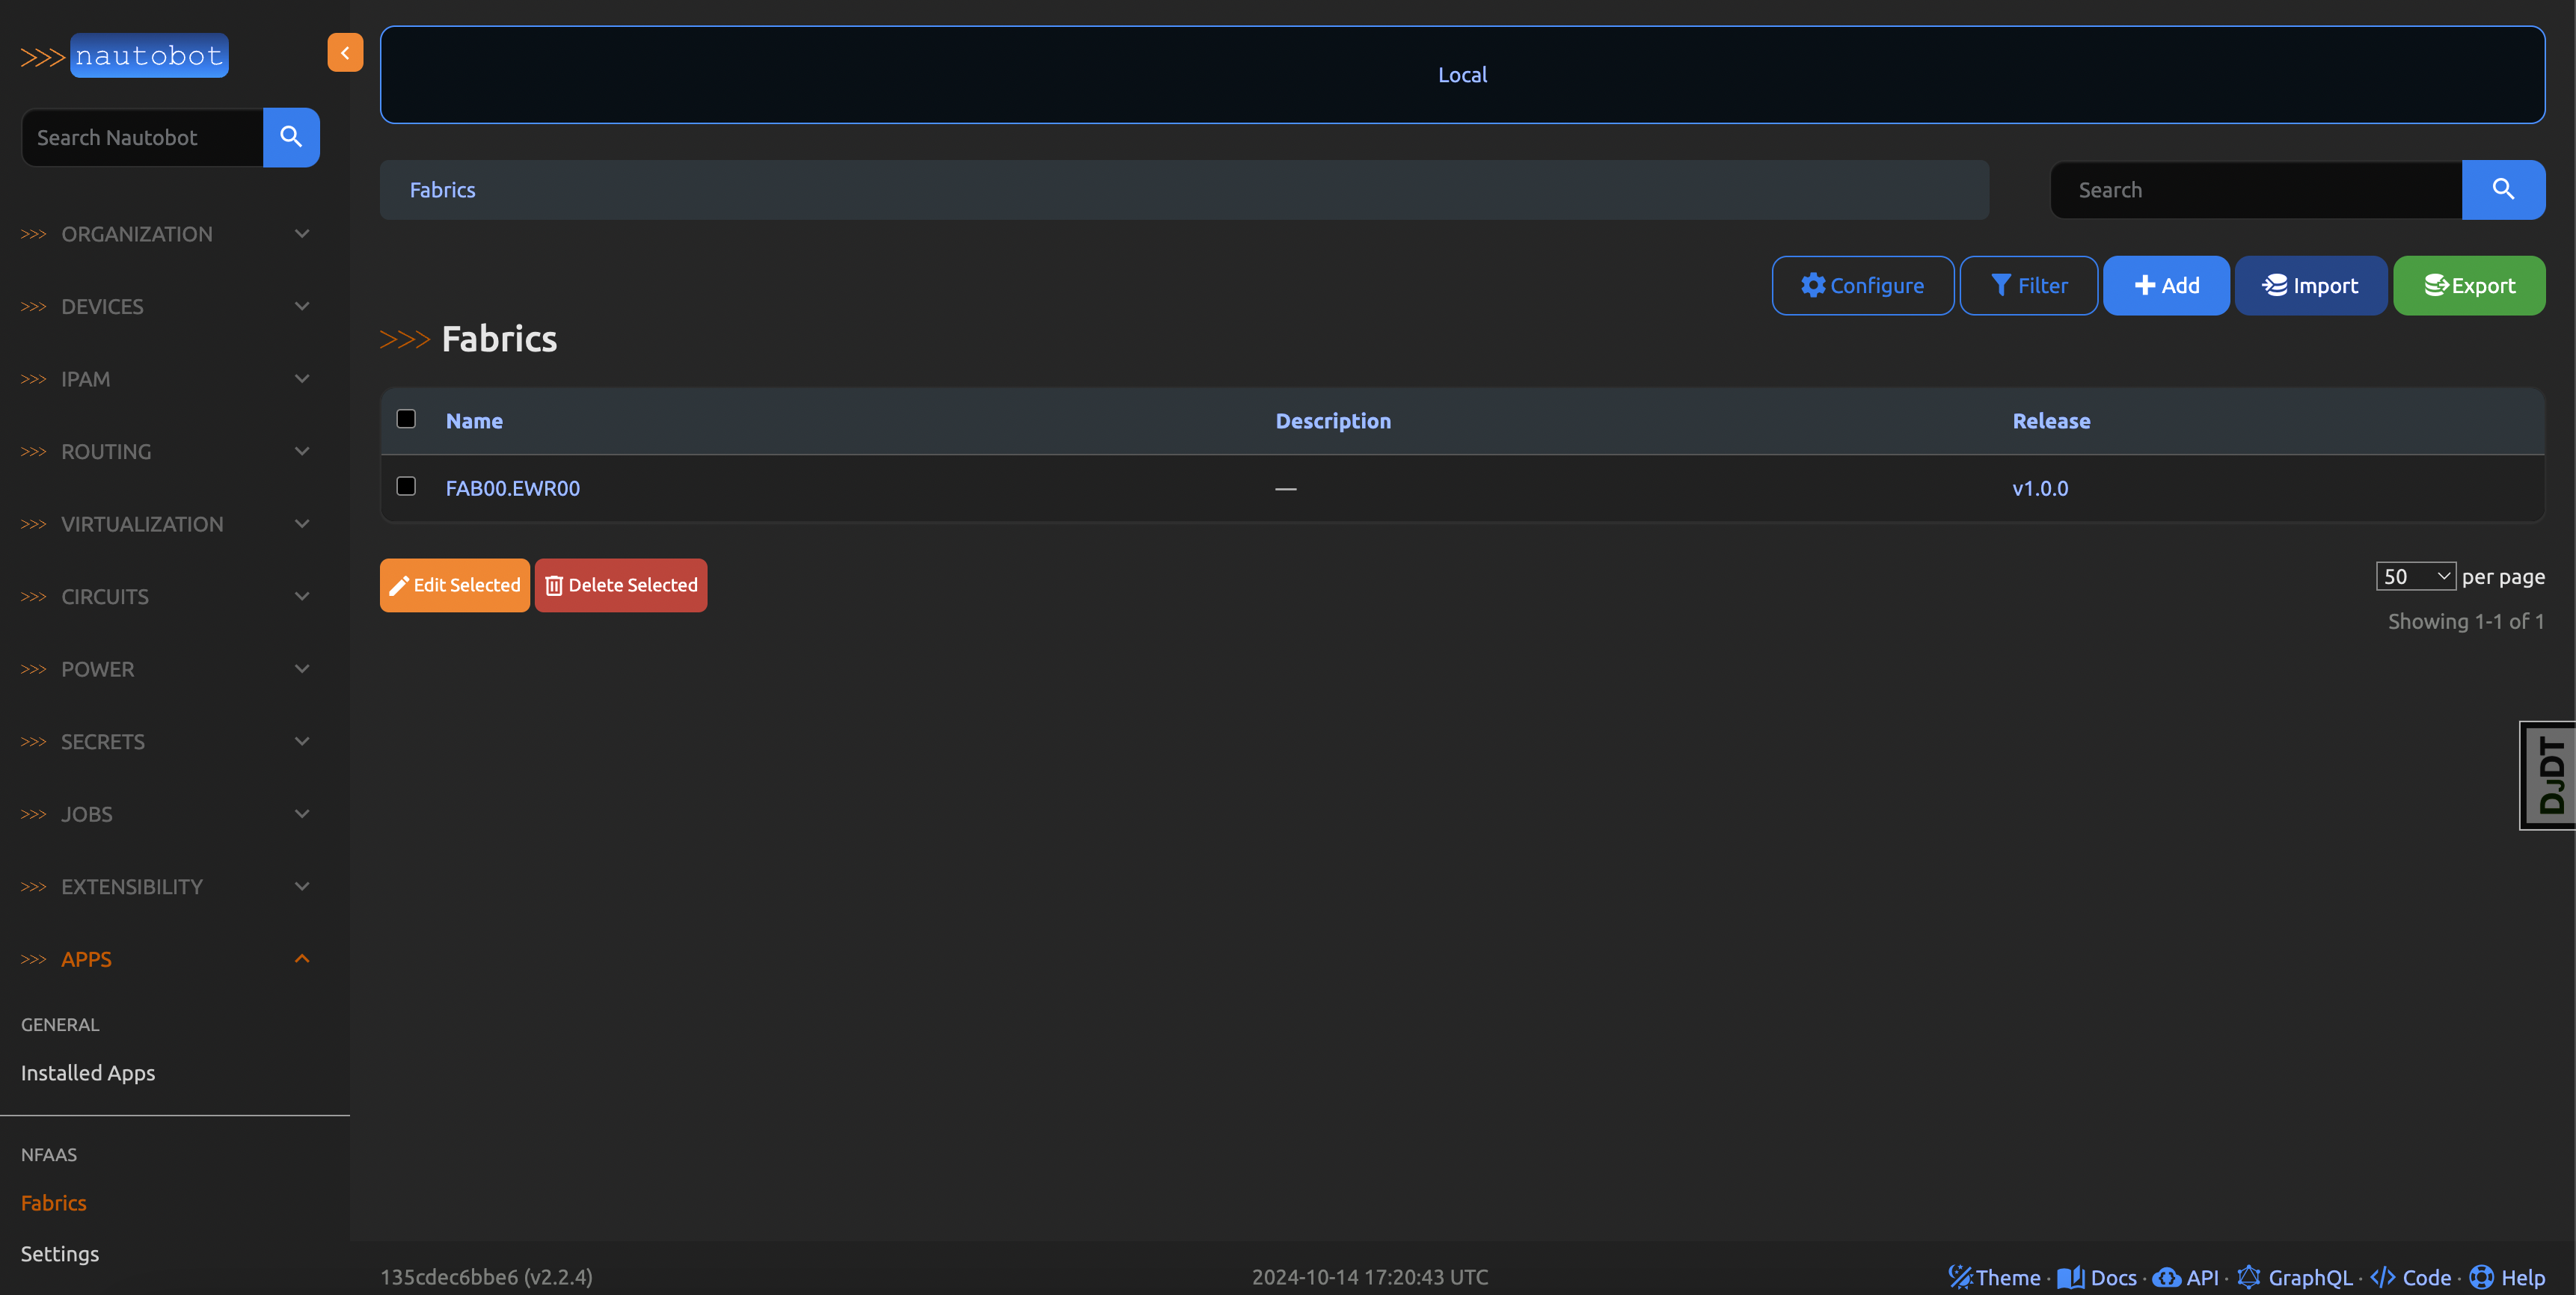 >>> nautobot
Search Nautobot
>>> ORGANIZATION
>>> DEVICES
>>> IPAM
>>> ROUTING
>>> VIRTUALIZATION
>>> CIRCUITS
>>> POWER
>>> SECRETS
>>> JOBS
>>> EXTENSIBILITY
>>> APPS
GENERAL
Installed Apps
NFAAS
Fabrics
Settings
Local
Fabrics
Search
Configure Filter Add Import Export
>>> Fabrics
Name Description Release
FAB00.EWR00 — v1.0.0
Edit Selected Delete Selected
50 per page
Showing 1-1 of 1
DJDT
135cdec6bbe6 (v2.2.4) 2024-10-14 17:20:43 UTC Theme · Docs · API · GraphQL · Code · Help